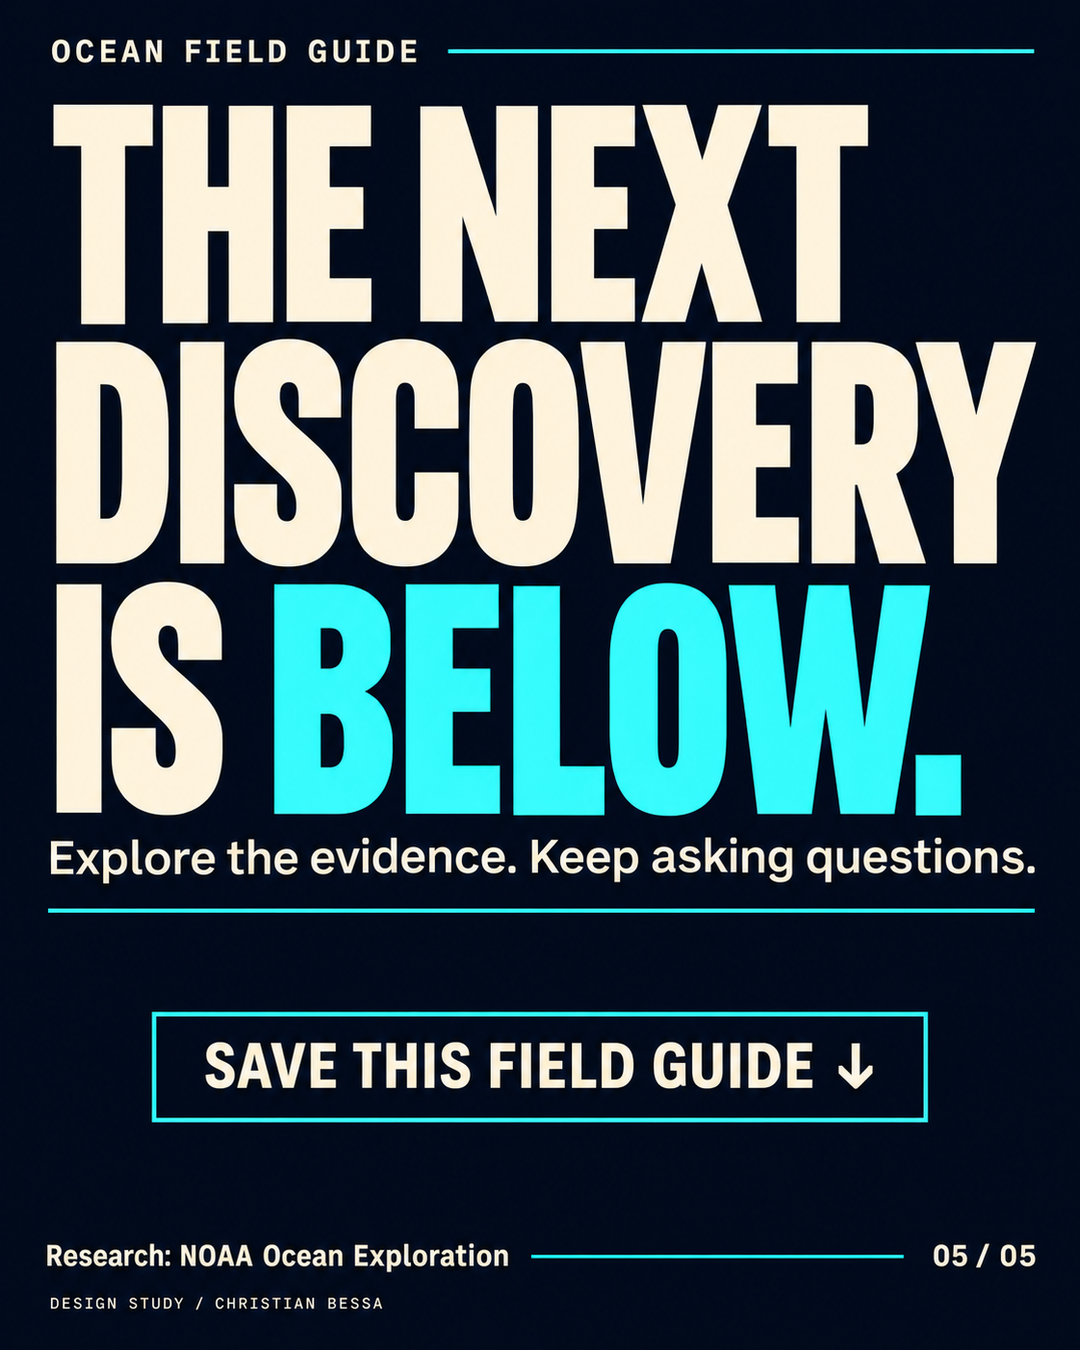 OCEAN FIELD GUIDE
THE NEXT
DISCOVERY
IS BELOW.
Explore the evidence. Keep asking questions.
SAVE THIS FIELD GUIDE ↓
Research: NOAA Ocean Exploration
05 / 05
DESIGN STUDY / CHRISTIAN BESSA